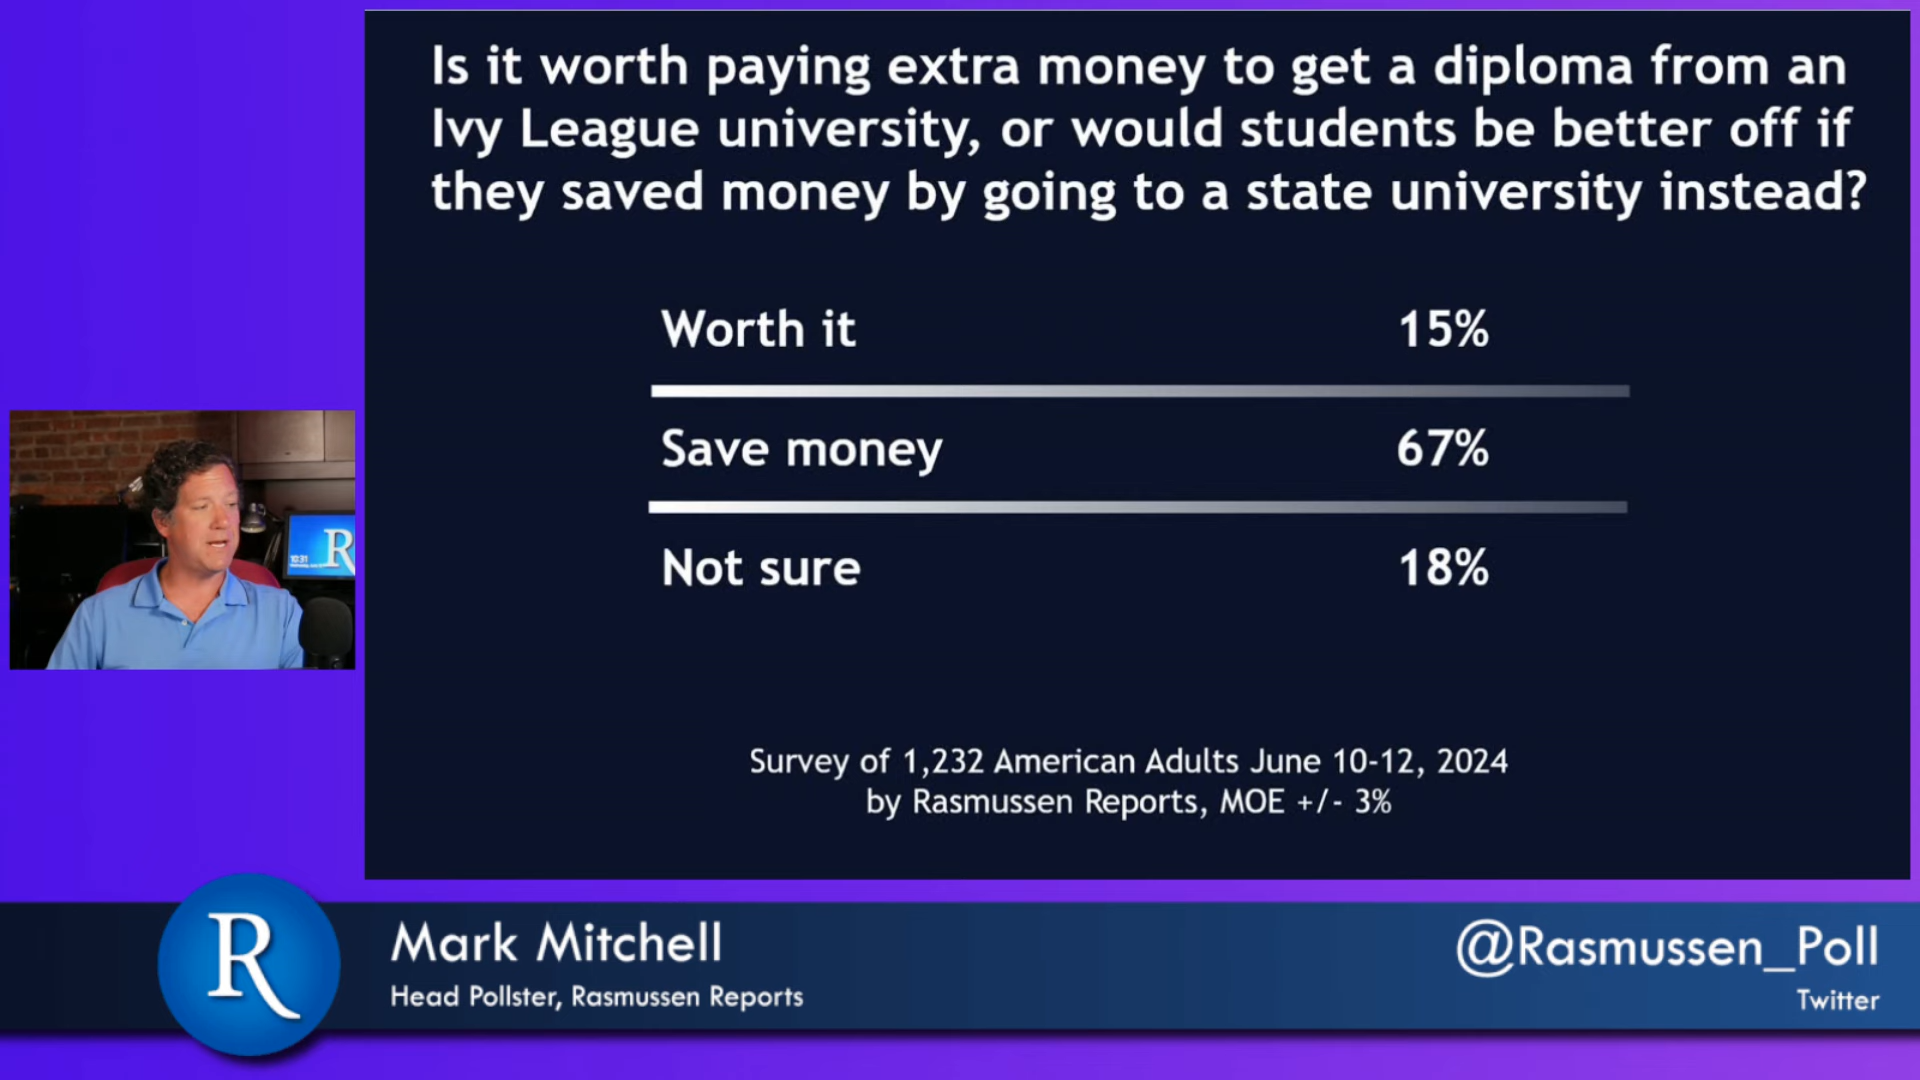 Is it worth paying extra money to get a diploma from an
Ivy League university, or would students be better off if
they saved money by going to a state university instead?
Worth it 15%
Save money 67%
Not sure 18%
Survey of 1,232 American Adults June 10-12, 2024
by Rasmussen Reports, MOE +/- 3%
R
10:31
R
Mark Mitchell
Head Pollster, Rasmussen Reports
@Rasmussen_Poll
Twitter